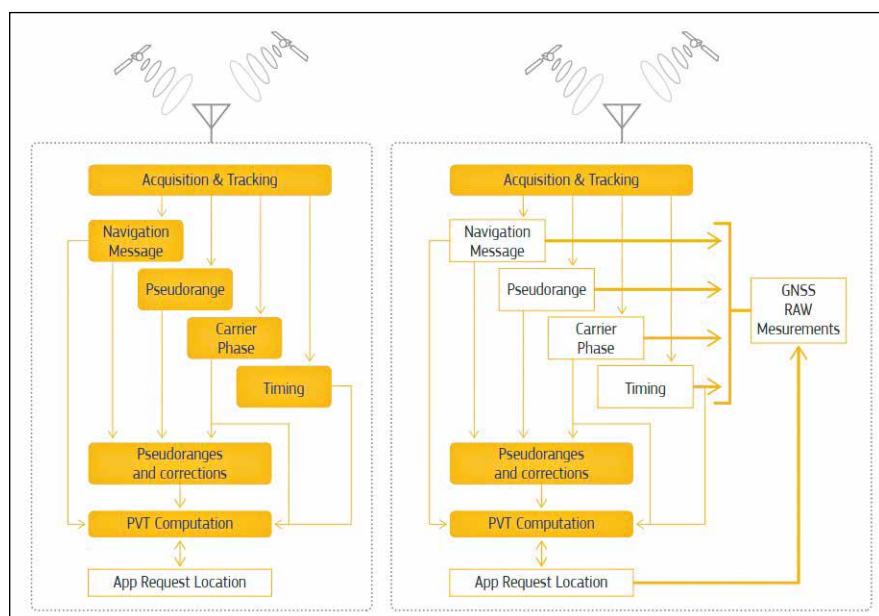 Acquisition & Tracking
Navigation
Message
Pseudorange
Carrier
Phase
Timing
Pseudoranges
and corrections
PVT Computation
App Request Location
Acquisition & Tracking
Navigation
Message
Pseudorange
Carrier
Phase
Timing
GNSS
RAW
Mesurements
Pseudoranges
and corrections
PVT Computation
App Request Location